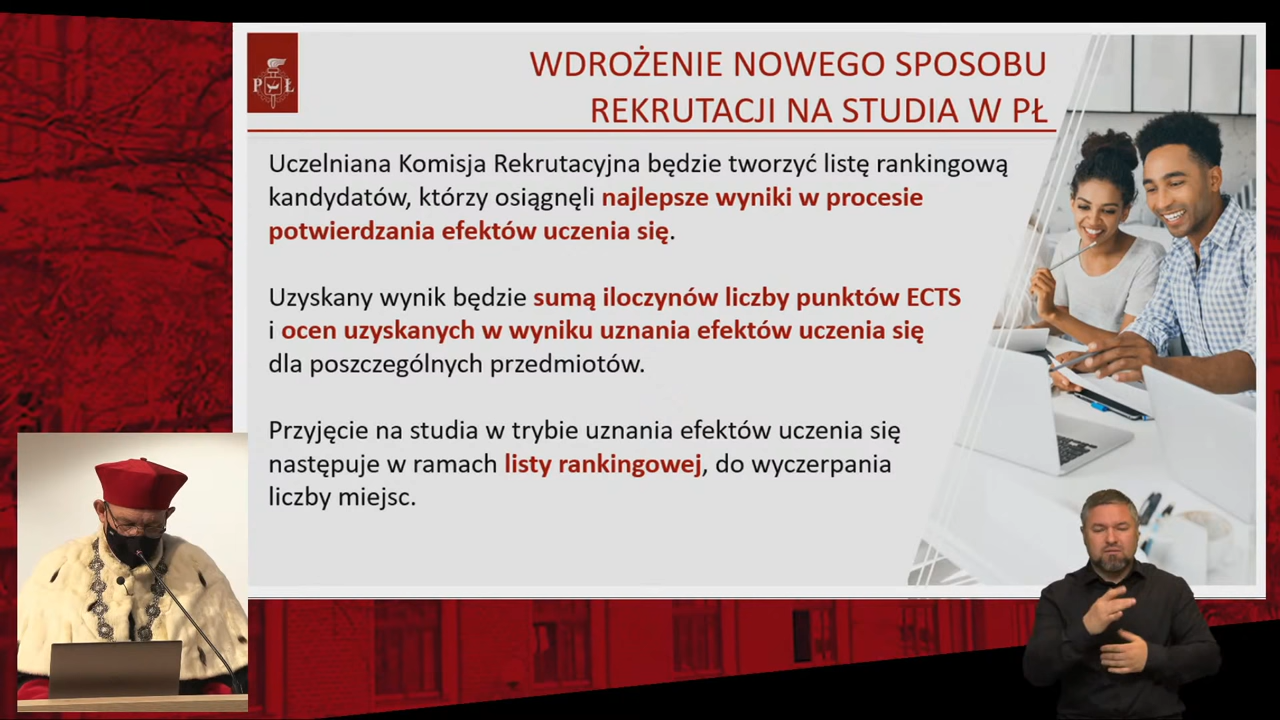 P Ł
WDROŻENIE NOWEGO SPOSOBU
REKRUTACJI NA STUDIA W PŁ
Uczelniana Komisja Rekrutacyjna będzie tworzyć listę rankingową
kandydatów, którzy osiągnęli najlepsze wyniki w procesie
potwierdzania efektów uczenia się.
Uzyskany wynik będzie sumą iloczynów liczby punktów ECTS
i ocen uzyskanych w wyniku uznania efektów uczenia się
dla poszczególnych przedmiotów.
Przyjęcie na studia w trybie uznania efektów uczenia się
następuje w ramach listy rankingowej, do wyczerpania
liczby miejsc.